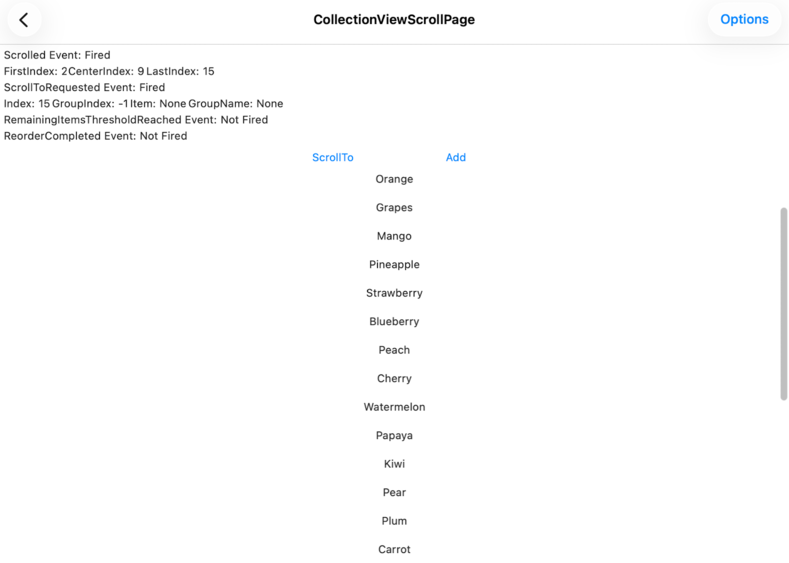 CollectionViewScrollPage
Options
Scrolled Event: Fired
FirstIndex: 2CenterIndex: 9 LastIndex: 15
ScrollToRequested Event: Fired
Index: 15 GroupIndex: -1 Item: None GroupName: None
RemainingItemsThresholdReached Event: Not Fired
ReorderCompleted Event: Not Fired
ScrollTo Add
Orange
Grapes
Mango
Pineapple
Strawberry
Blueberry
Peach
Cherry
Watermelon
Papaya
Kiwi
Pear
Plum
Carrot